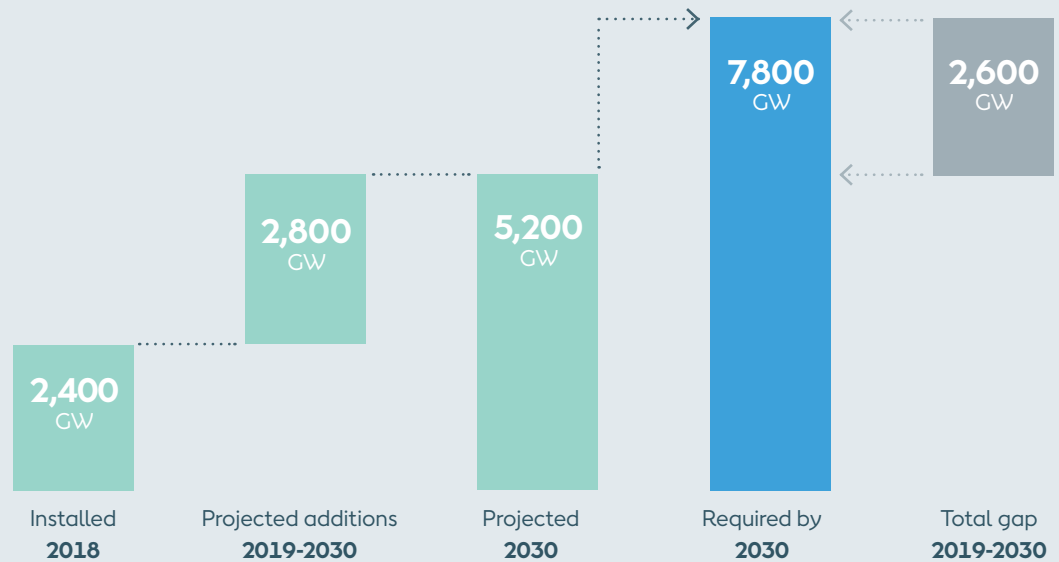 7,800
GW
2,600
GW
2,800
GW
5,200
GW
2,400
GW
Installed
2018
Projected additions
2019-2030
Projected
2030
Required by
2030
Total gap
2019-2030